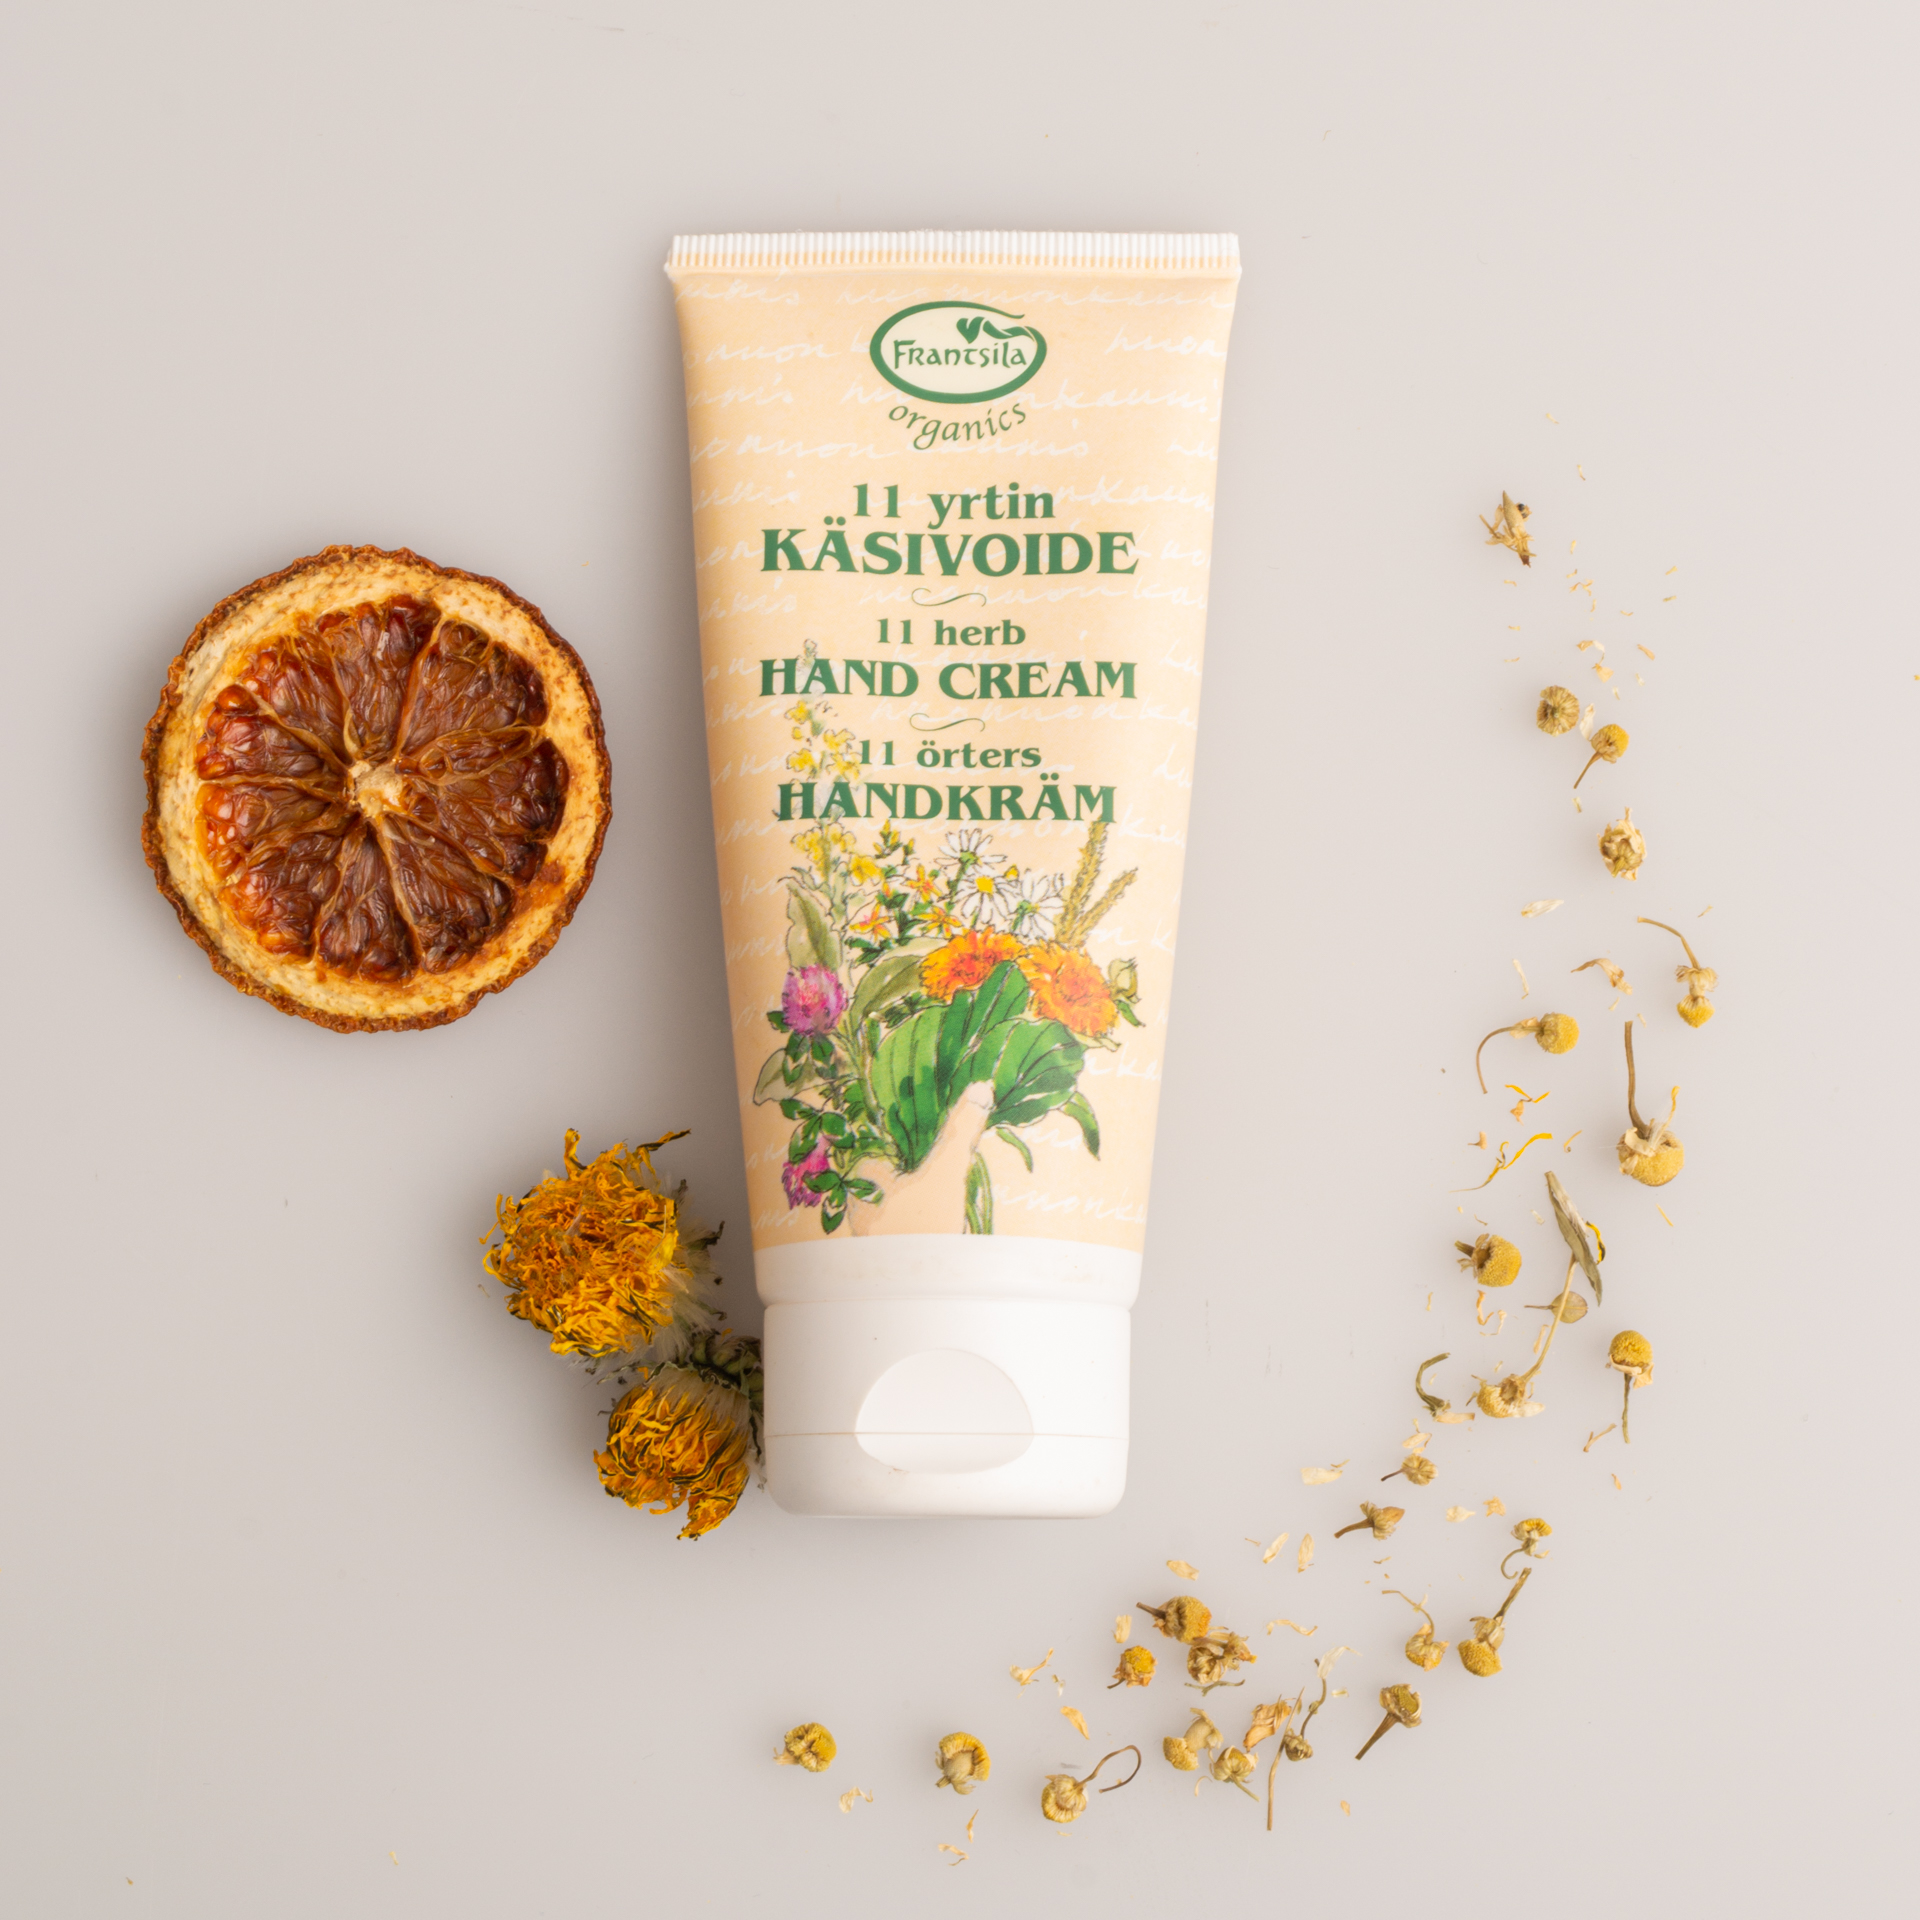 Frantsila
organics
11 yrtin
KÄSIVOIDE
11 herb
HAND CREAM
11 örters
HANDKRÄM